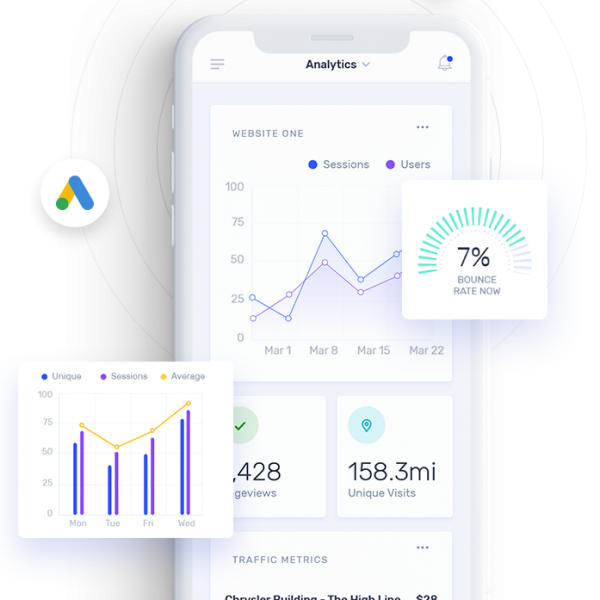 Analytics
WEBSITE ONE
Sessions
Users
100
75
50
25
0
Mar 1
Mar 8
Mar 15
Mar 22
7%
BOUNCE
RATE NOW
Unique
Sessions
Average
100
75
50
25
0
Mon
Tue
Fri
Wed
,428
geviews
158.3mi
Unique Visits
TRAFFIC METRICS
Chrysler Building - The High Line
$28